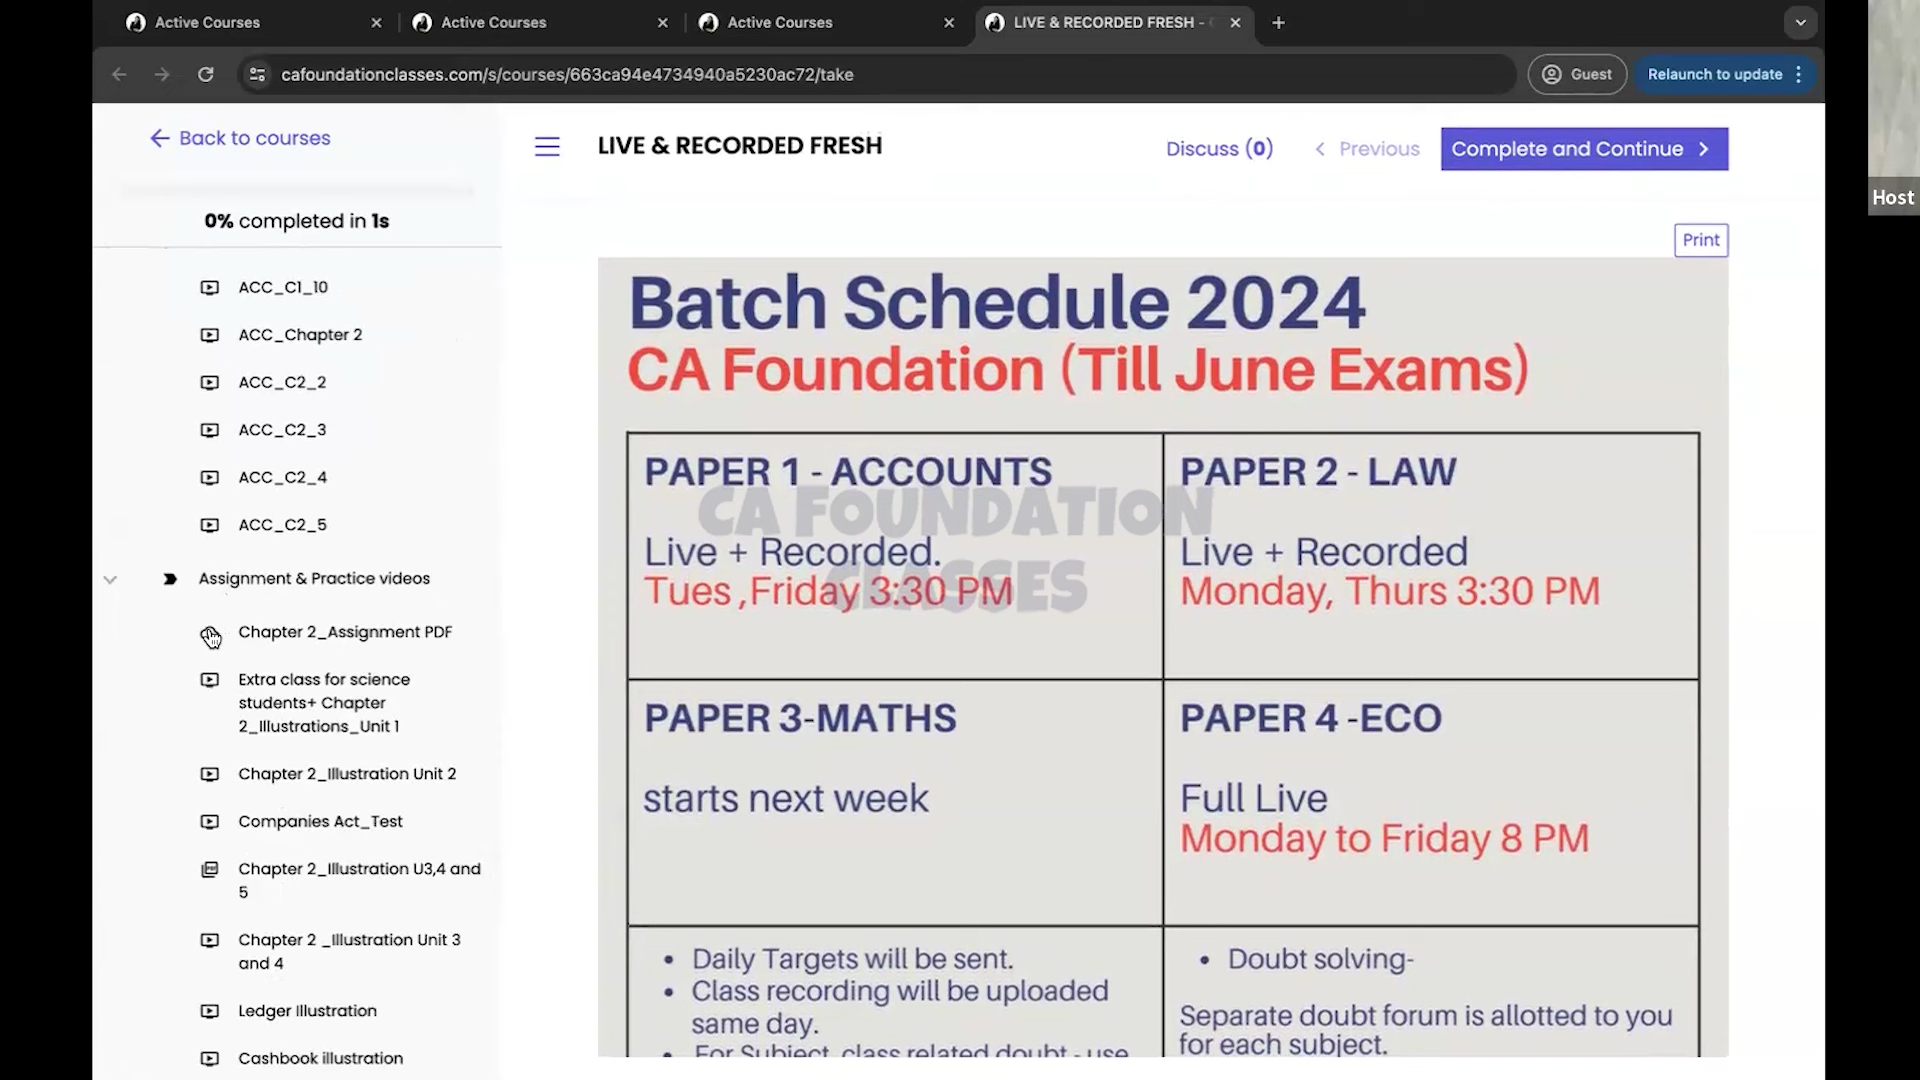 Active Courses
Active Courses
Active Courses
LIVE & RECORDED FRESH -
cafoundationclasses.com/s/courses/663ca94e4734940a5230ac72/take
Guest
Relaunch to update
Host
Back to courses
0% completed in 1s
ACC_C1_10
ACC_Chapter 2
ACC_C2_2
ACC_C2_3
ACC_C2_4
ACC_C2_5
Assignment & Practice videos
Chapter 2_Assignment PDF
Extra class for science
students+ Chapter
2_Illustrations_Unit 1
Chapter 2_Illustration Unit 2
Companies Act_Test
Chapter 2_Illustration U3,4 and
5
Chapter 2 _Illustration Unit 3
and 4
Ledger Illustration
Cashbook illustration
LIVE & RECORDED FRESH
Discuss (0)
Previous
Complete and Continue
Print
Batch Schedule 2024
CA Foundation (Till June Exams)
PAPER 1 - ACCOUNTS
Live + Recorded.
Tues ,Friday 3:30 PM
PAPER 2 - LAW
Live + Recorded
Monday, Thurs 3:30 PM
CA FOUNDATION
CLASSES
PAPER 3-MATHS
starts next week
PAPER 4 -ECO
Full Live
Monday to Friday 8 PM
• Daily Targets will be sent.
• Class recording will be uploaded
same day.
• For Subject class related doubt - use
• Doubt solving-
Separate doubt forum is allotted to you
for each subject.